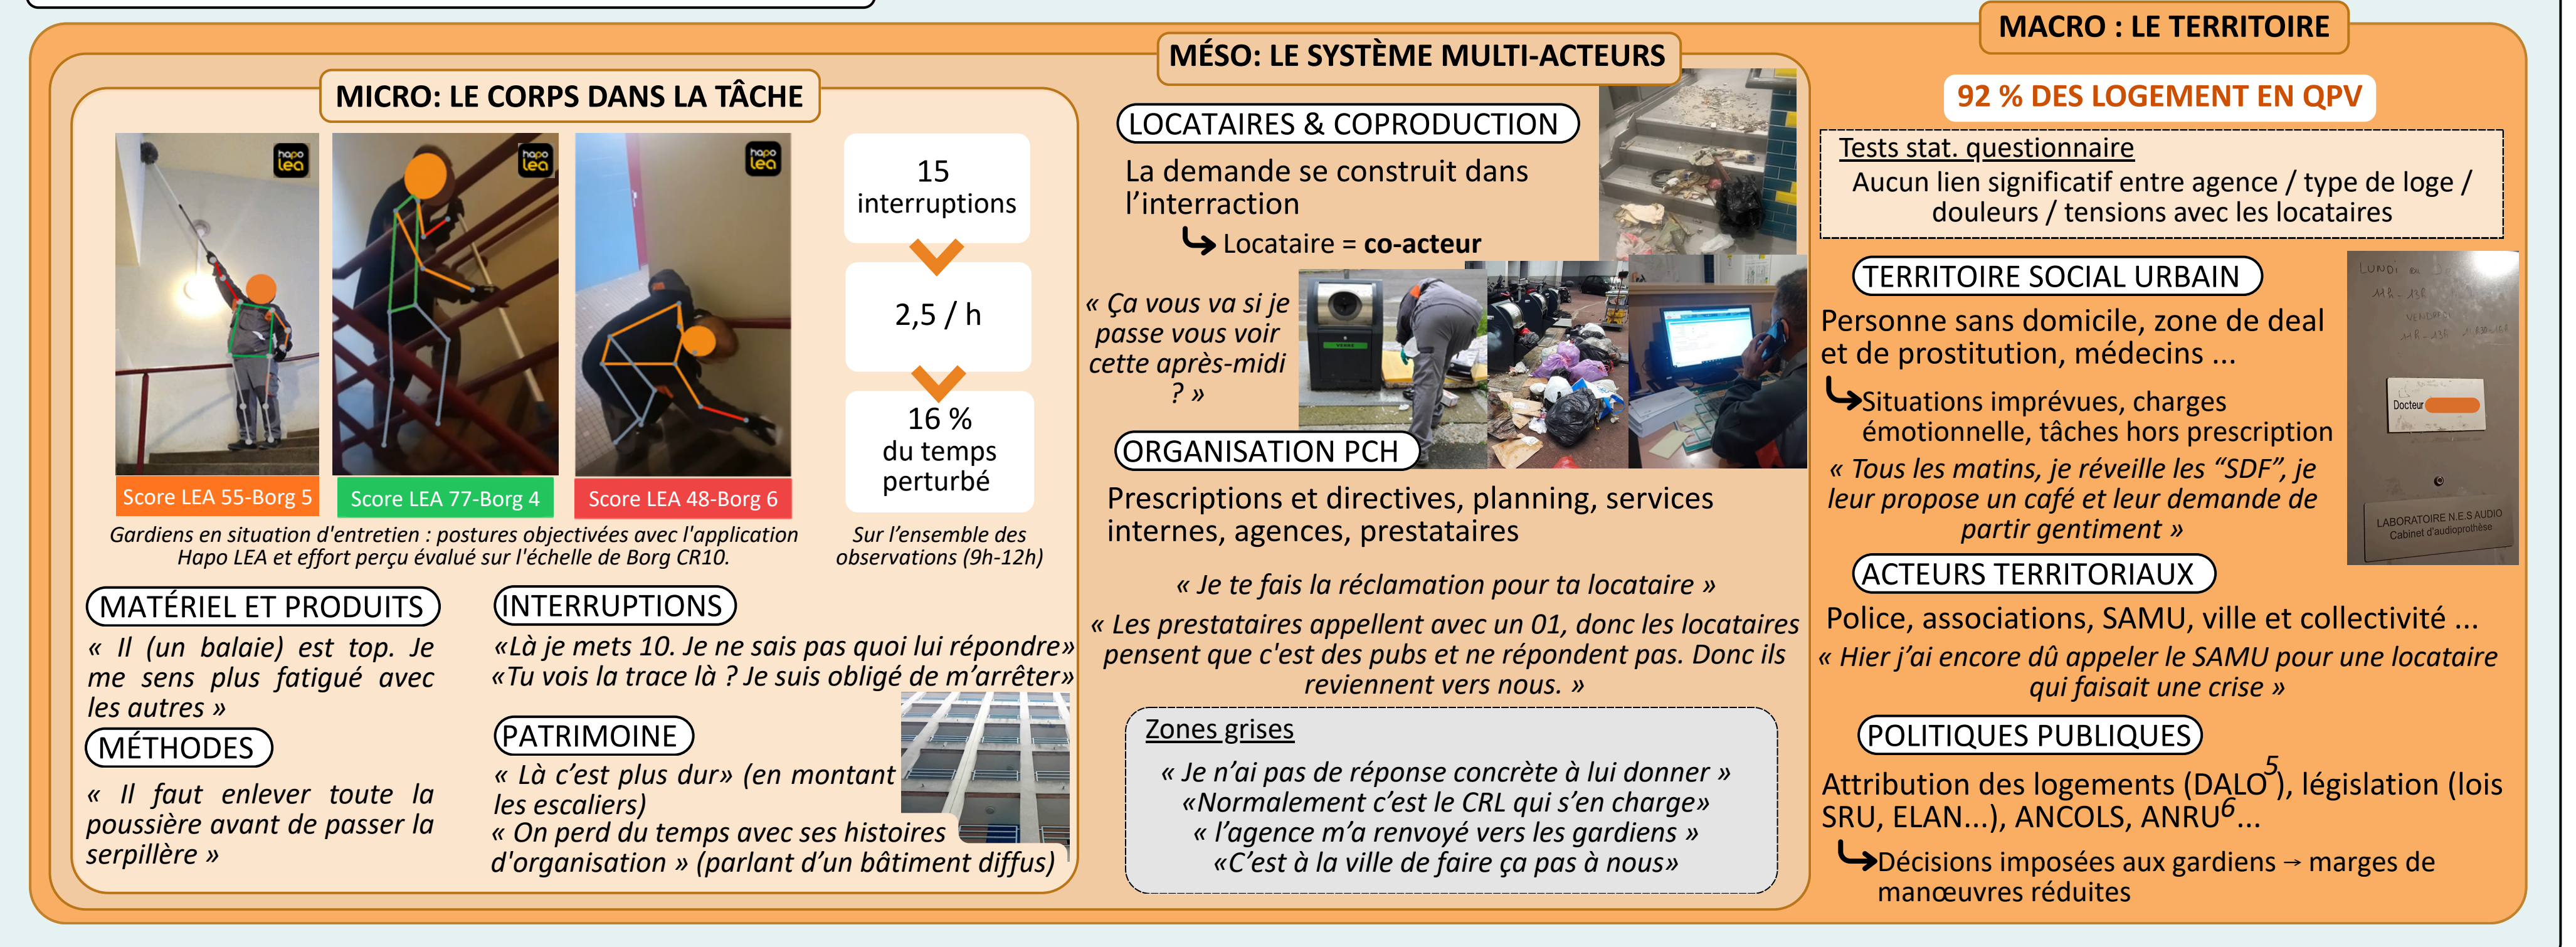 MICRO: LE CORPS DANS LA TÂCHE
hapo
lea
hapo
lea
hapo
lea
Score LEA 55-Borg 5
Score LEA 77-Borg 4
Score LEA 48-Borg 6
Gardiens en situation d'entretien : postures objectivées avec l'application
Hapo LEA et effort perçu évalué sur l'échelle de Borg CR10.
15
interruptions
2,5 / h
16 %
du temps
perturbé
Sur l’ensemble des
observations (9h-12h)
MATÉRIEL ET PRODUITS
« Il (un balaie) est top. Je
me sens plus fatigué avec
les autres »
MÉTHODES
« Il faut enlever toute la
poussière avant de passer la
serpillère »
INTERRUPTIONS
«Là je mets 10. Je ne sais pas quoi lui répondre»
«Tu vois la trace là ? Je suis obligé de m’arrêter»
PATRIMOINE
« Là c’est plus dur» (en montant
les escaliers)
« On perd du temps avec ses histoires
d'organisation » (parlant d’un bâtiment diffus)
MÉSO: LE SYSTÈME MULTI-ACTEURS
LOCATAIRES & COPRODUCTION
La demande se construit dans
l’interraction
Locataire = co-acteur
« Ça vous va si je
passe vous voir
cette après-midi
? »
VERRE
ORGANISATION PCH
Prescriptions et directives, planning, services
internes, agences, prestataires
« Je te fais la réclamation pour ta locataire »
« Les prestataires appellent avec un 01, donc les locataires
pensent que c'est des pubs et ne répondent pas. Donc ils
reviennent vers nous. »
Zones grises
« Je n’ai pas de réponse concrète à lui donner »
«Normalement c’est le CRL qui s’en charge»
« l’agence m’a renvoyé vers les gardiens »
«C’est à la ville de faire ça pas à nous»
MACRO : LE TERRITOIRE
92 % DES LOGEMENT EN QPV
Tests stat. questionnaire
Aucun lien significatif entre agence / type de loge /
douleurs / tensions avec les locataires
TERRITOIRE SOCIAL URBAIN
Personne sans domicile, zone de deal
et de prostitution, médecins ...
Situations imprévues, charges
émotionnelle, tâches hors prescription
« Tous les matins, je réveille les “SDF”, je
leur propose un café et leur demande de
partir gentiment »
LUNDI
11h - 13h
VENDREDI
Docteur
LABORATOIRE N.E.S AUDIO
Cabinet d'audioprothèse
ACTEURS TERRITORIAUX
Police, associations, SAMU, ville et collectivité ...
« Hier j’ai encore dû appeler le SAMU pour une locataire
qui faisait une crise »
POLITIQUES PUBLIQUES
Attribution des logements (DALO⁵), législation (lois
SRU, ELAN...), ANCOLS, ANRU⁶...
Décisions imposées aux gardiens → marges de
manœuvres réduites